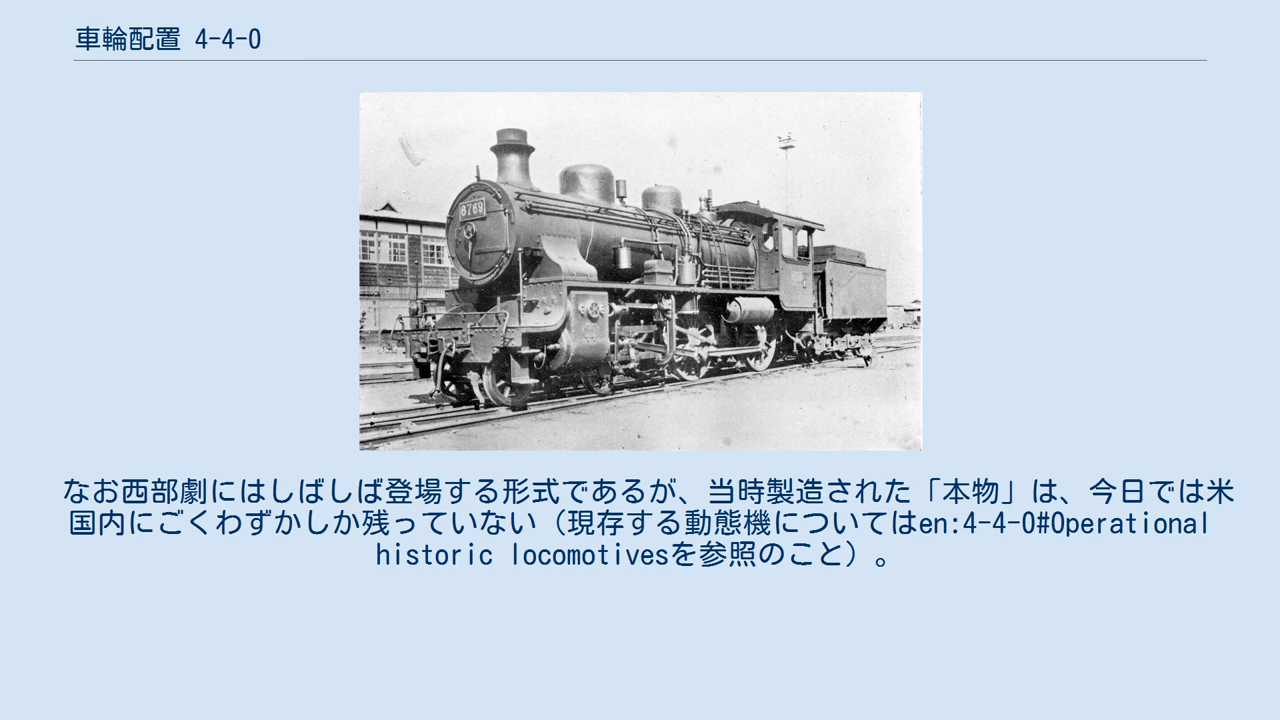 車輪配置 4-4-0
8769
なお西部劇にはしばしば登場する形式であるが、当時製造された「本物」は、今日では米
国内にごくわずかしか残っていない（現存する動態機についてはen:4-4-0#Operational
historic locomotivesを参照のこと）。